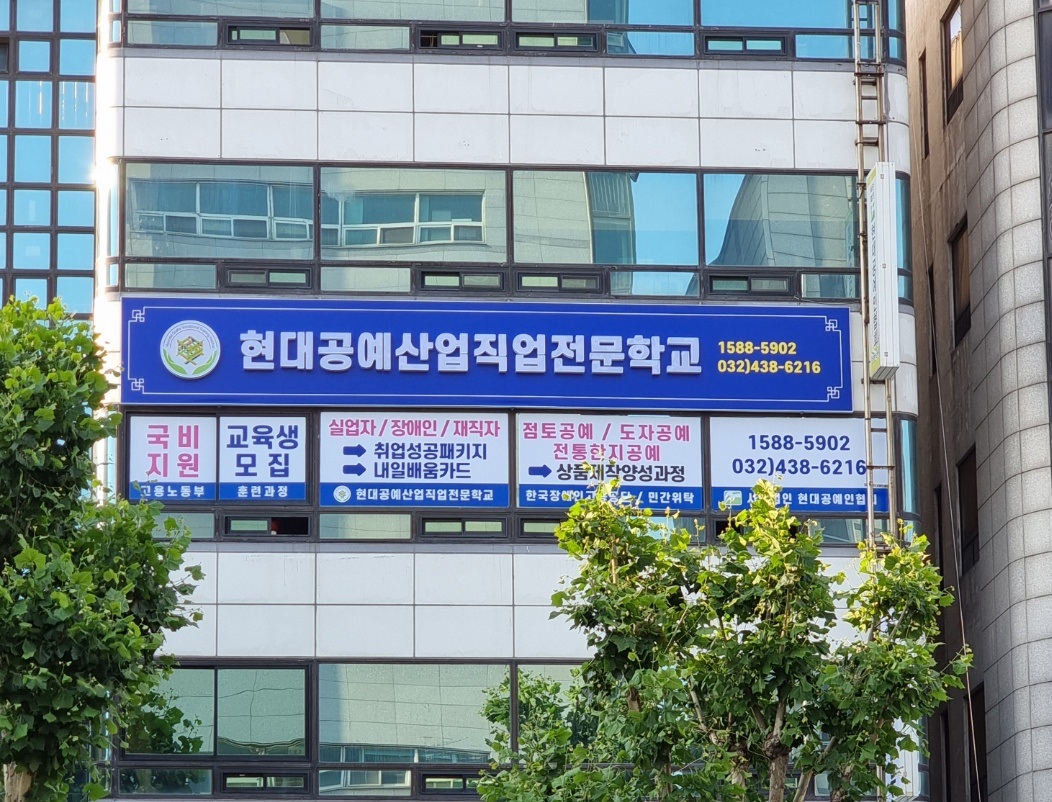 현대공예산업직업전문학교
1588-5902
032)438-6216
국비
지원
고용노동부
교육생
모집
훈련과정
실업자 / 장애인 / 재직자
➡ 취업성공패키지
➡ 내일배움카드
현대공예산업직업전문학교
점토공예 / 도자공예
전통한지공예
➡ 상품제작양성과정
/ 민간위탁
1588-5902
032)438-6216
현대공예인협회